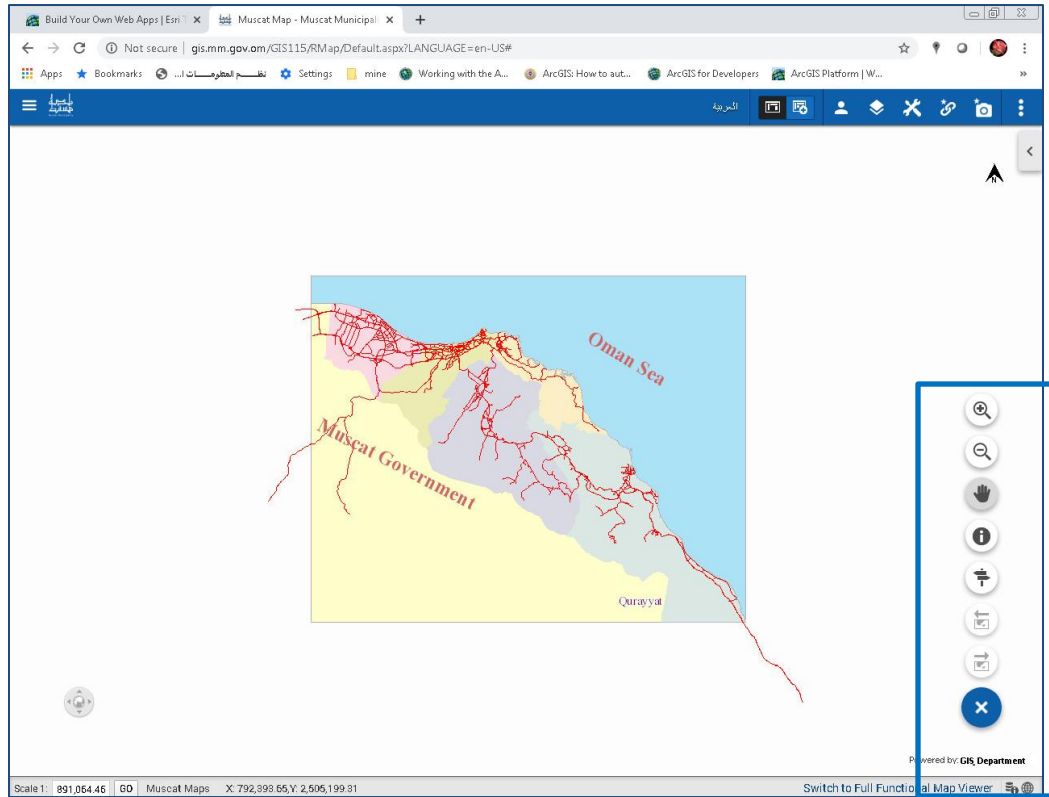 Build Your Own Web Apps | Esri T
Muscat Map - Muscat Municipal
Not secure | gis.mm.gov.om/GIS115/RMap/Default.aspx?LANGUAGE=en-US#
Apps Bookmarks نظـــم المعلومـــات ا... Settings mine Working with the A... ArcGIS: How to aut... ArcGIS for Developers ArcGIS Platform | W... »
العربية
N
Oman Sea
Muscat Government
Qurayyat
Powered by: GIS Department
Scale 1: 891,064.46 GO Muscat Maps X: 792,393.55,Y: 2,505,199.31 Switch to Full Functional Map Viewer